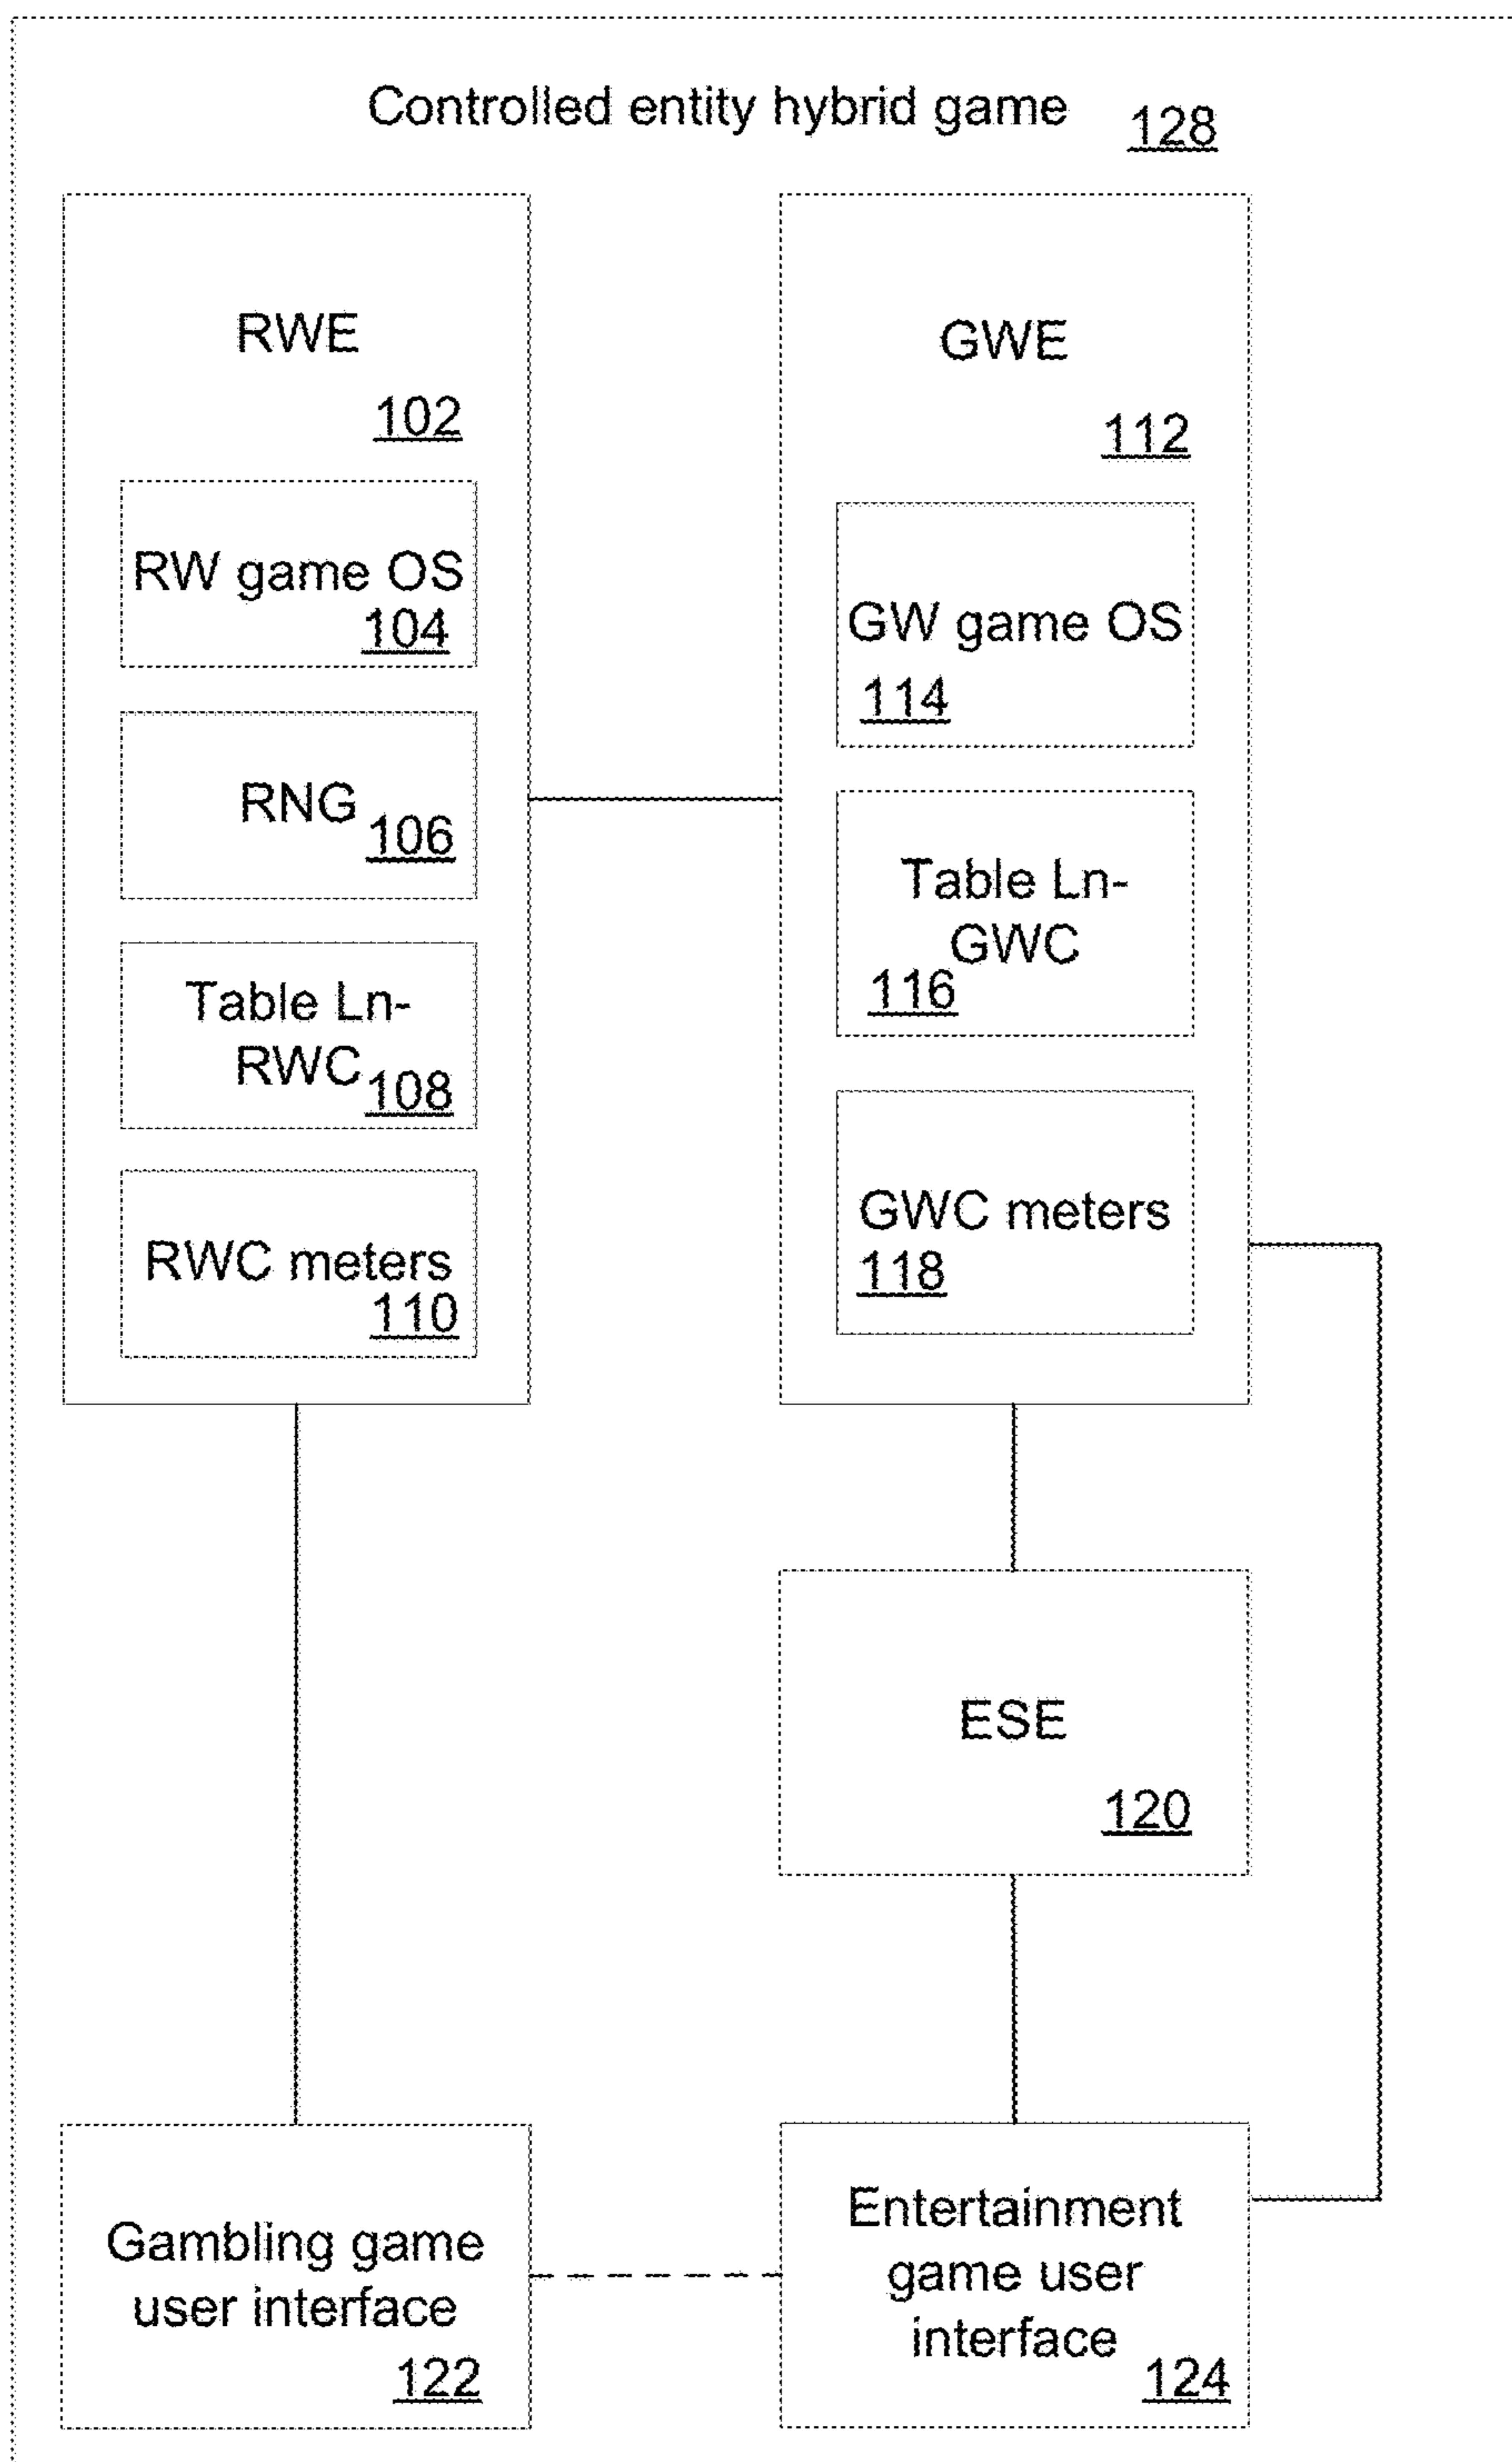 Controlled entity hybrid game 128
RWE
102
RW game OS
104
RNG
106
Table Ln-
RWC
108
RWC meters
110
GWE
112
GW game OS
114
Table Ln-
GWC
116
GWC meters
118
ESE
120
Gambling game
user interface
122
Entertainment
game user
interface
124